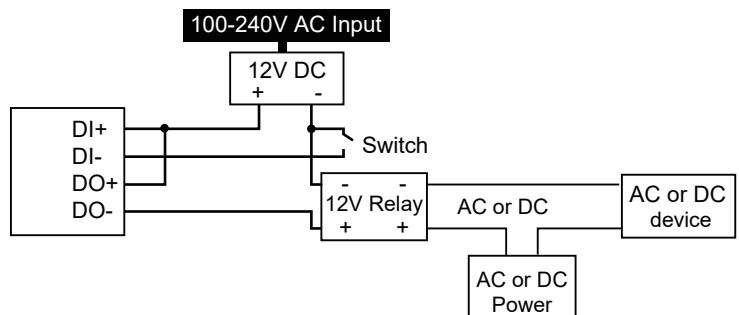 100-240V AC Input
12V DC
+ -
DI+
DI-
DO+
DO-
Switch
- -
12V Relay
+ +
AC or DC
AC or DC
device
AC or DC
Power